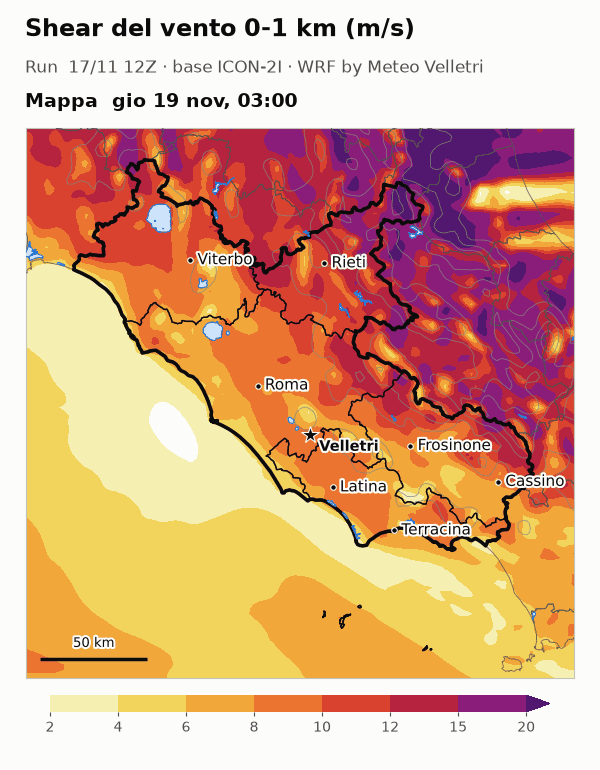 Shear del vento 0-1 km (m/s)
Run  17/11 12Z · base ICON-2I · WRF by Meteo Velletri
Mappa  gio 19 nov, 03:00
Viterbo
Rieti
Roma
Velletri
Frosinone
Cassino
Latina
Terracina
50 km
2 4 6 8 10 12 15 20